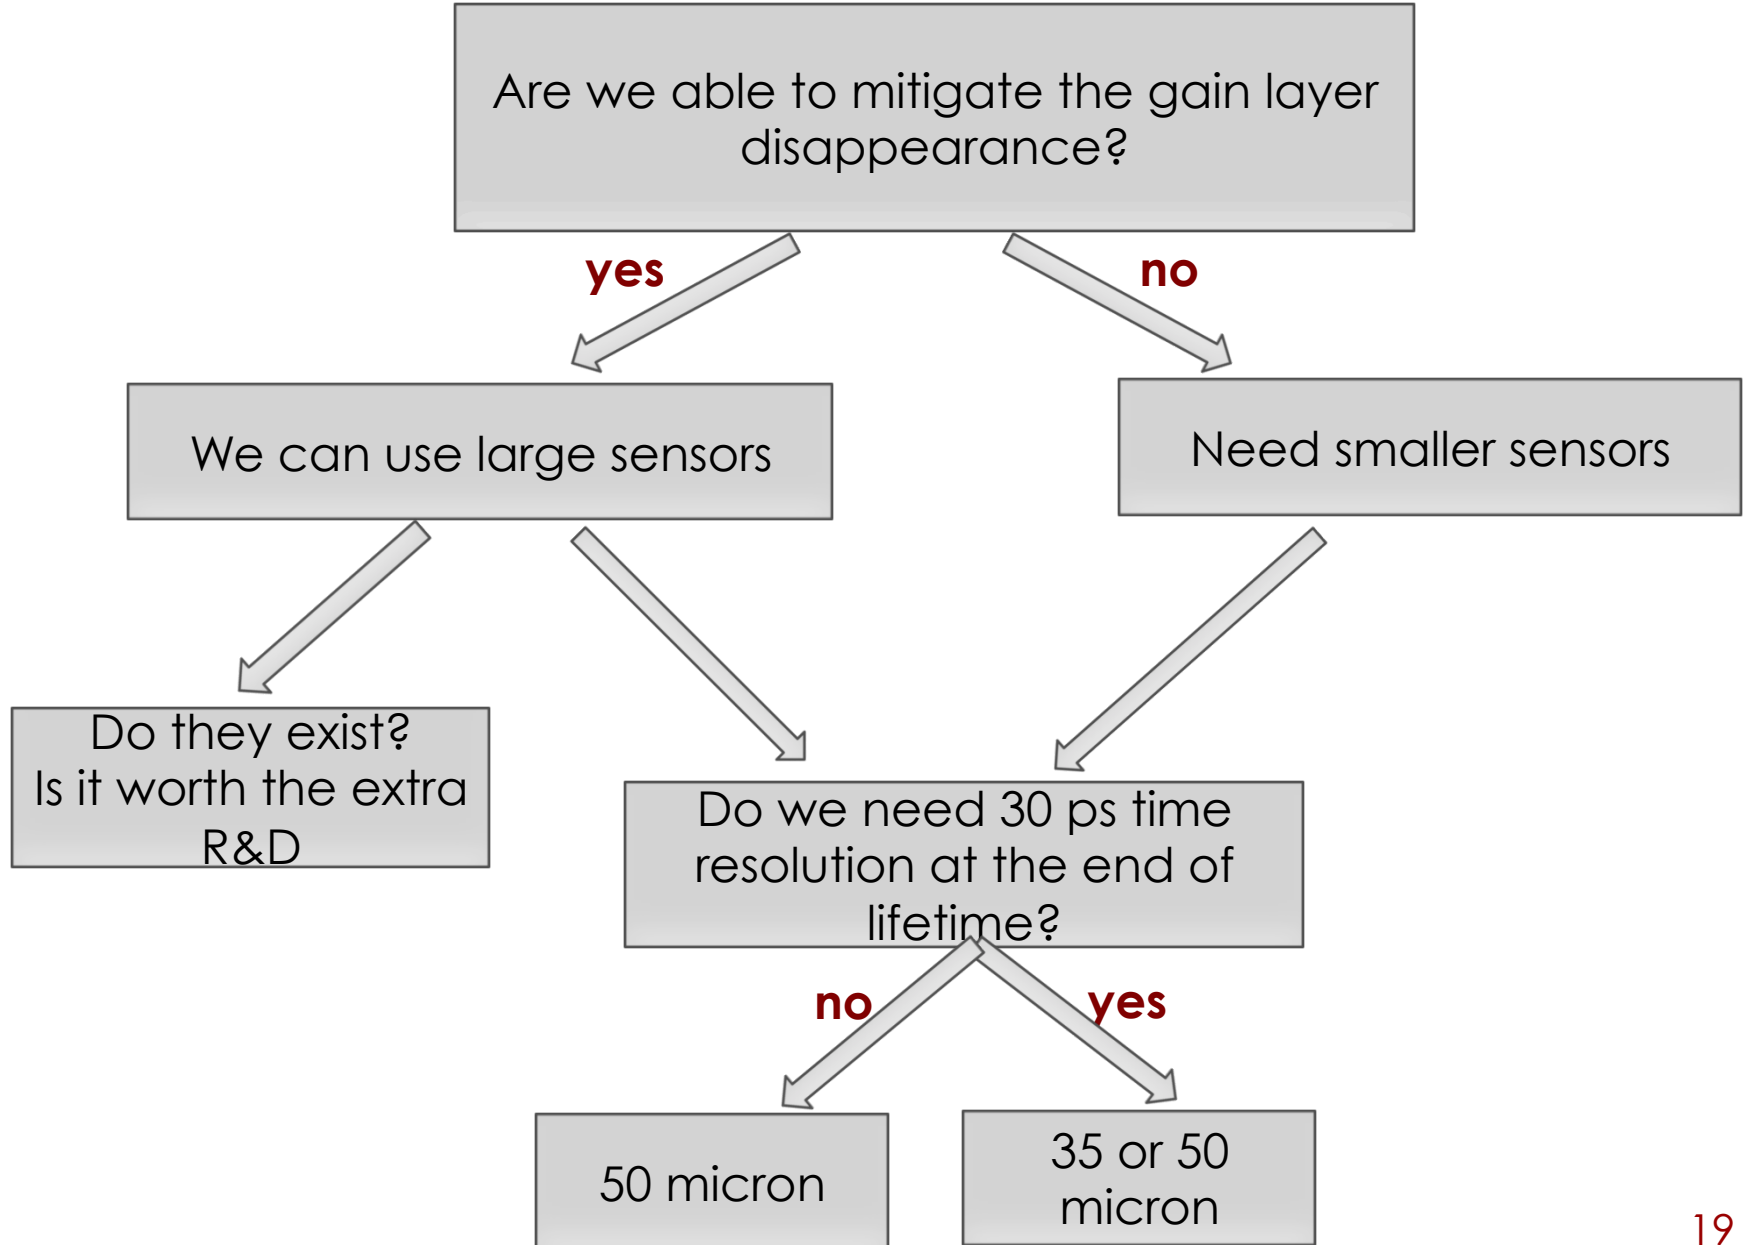 Are we able to mitigate the gain layer
disappearance?
yes
no
We can use large sensors
Need smaller sensors
Do they exist?
Is it worth the extra
R&D
Do we need 30 ps time
resolution at the end of
lifetime?
no
yes
50 micron
35 or 50
micron
19